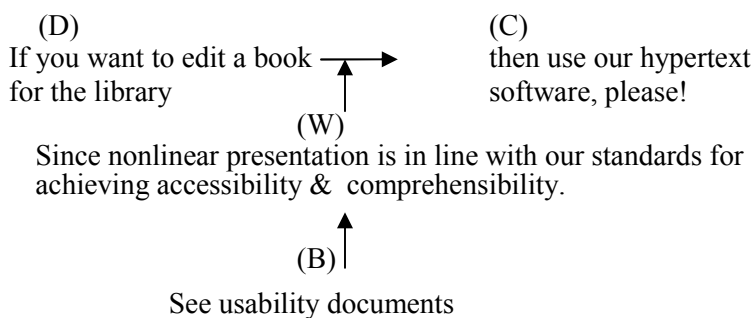 (D) (C)
If you want to edit a book then use our hypertext
for the library software, please!
(W)
Since nonlinear presentation is in line with our standards for
achieving accessibility & comprehensibility.
(B)
See usability documents